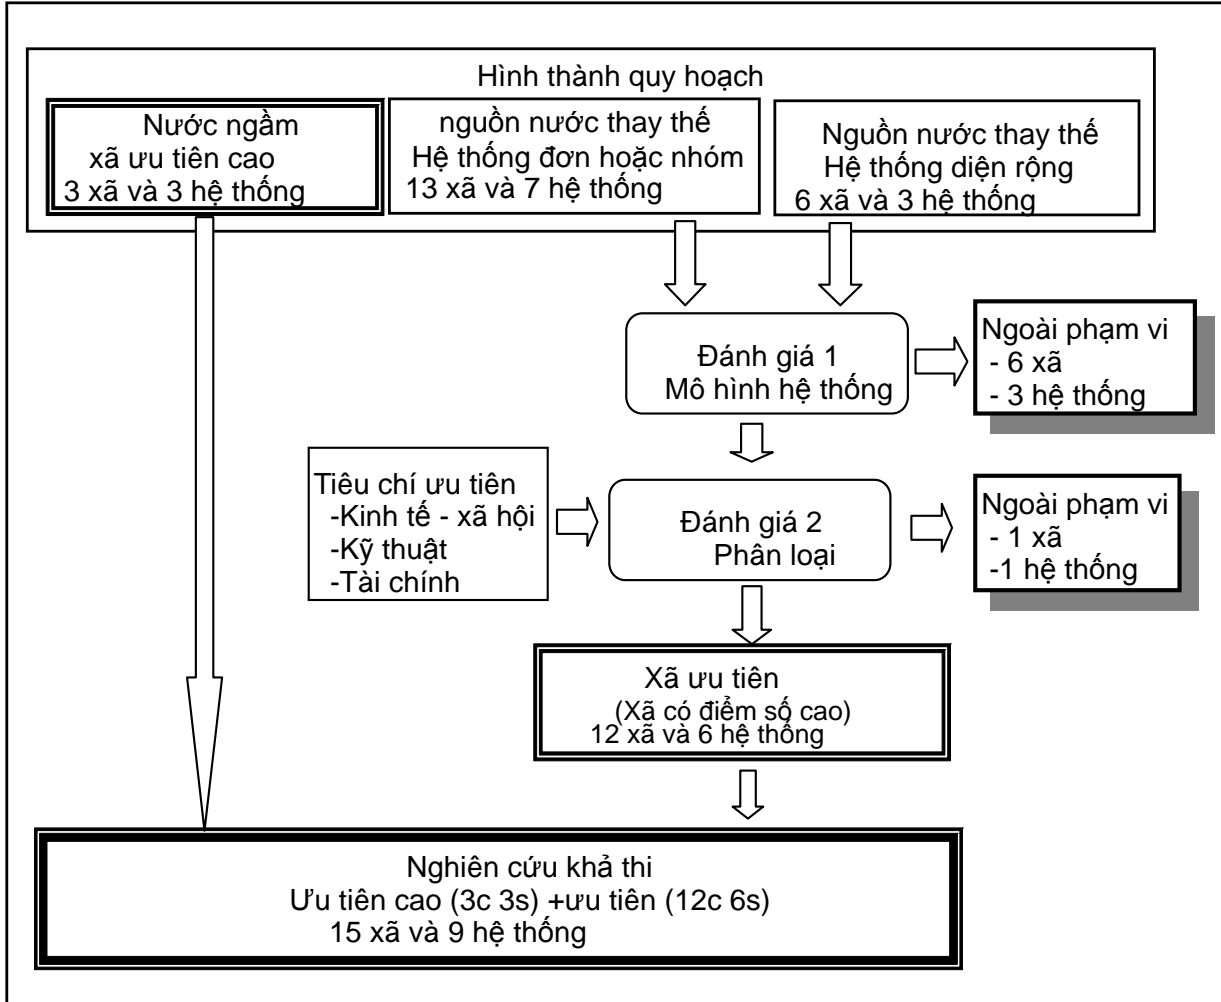 Hình thành quy hoạch
Nước ngầm
xã ưu tiên cao
3 xã và 3 hệ thống
nguồn nước thay thế
Hệ thống đơn hoặc nhóm
13 xã và 7 hệ thống
Nguồn nước thay thế
Hệ thống diện rộng
6 xã và 3 hệ thống
Đánh giá 1
Mô hình hệ thống
Ngoài phạm vi
- 6 xã
- 3 hệ thống
Tiêu chí ưu tiên
-Kinh tế - xã hội
-Kỹ thuật
-Tài chính
Đánh giá 2
Phân loại
Ngoài phạm vi
- 1 xã
-1 hệ thống
Xã ưu tiên
(Xã có điểm số cao)
12 xã và 6 hệ thống
Nghiên cứu khả thi
Ưu tiên cao (3c 3s) +ưu tiên (12c 6s)
15 xã và 9 hệ thống